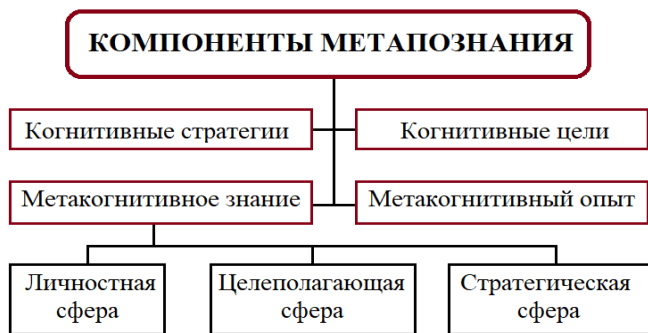 КОМПОНЕНТЫ МЕТАПОЗНАНИЯ
Когнитивные стратегии
Когнитивные цели
Метакогнитивное знание
Метакогнитивный опыт
Личностная
сфера
Целеполагающая
сфера
Стратегическая
сфера